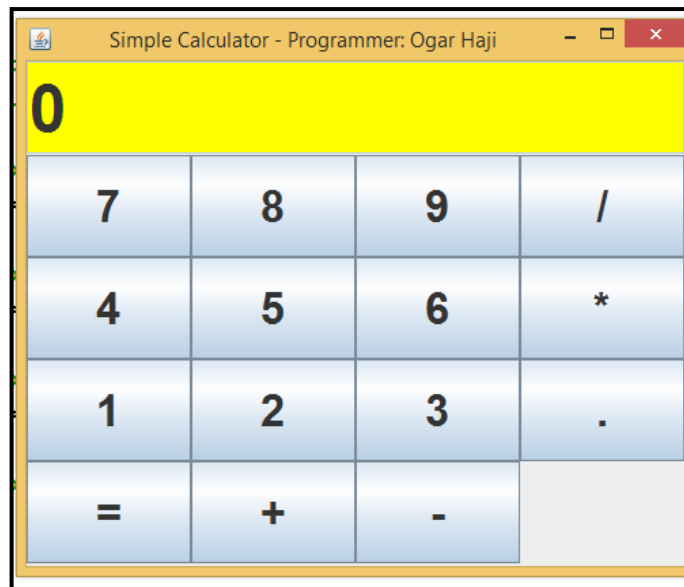 Simple Calculator - Programmer: Ogar Haji
0
7 8 9 /
4 5 6 *
1 2 3 .
= + -